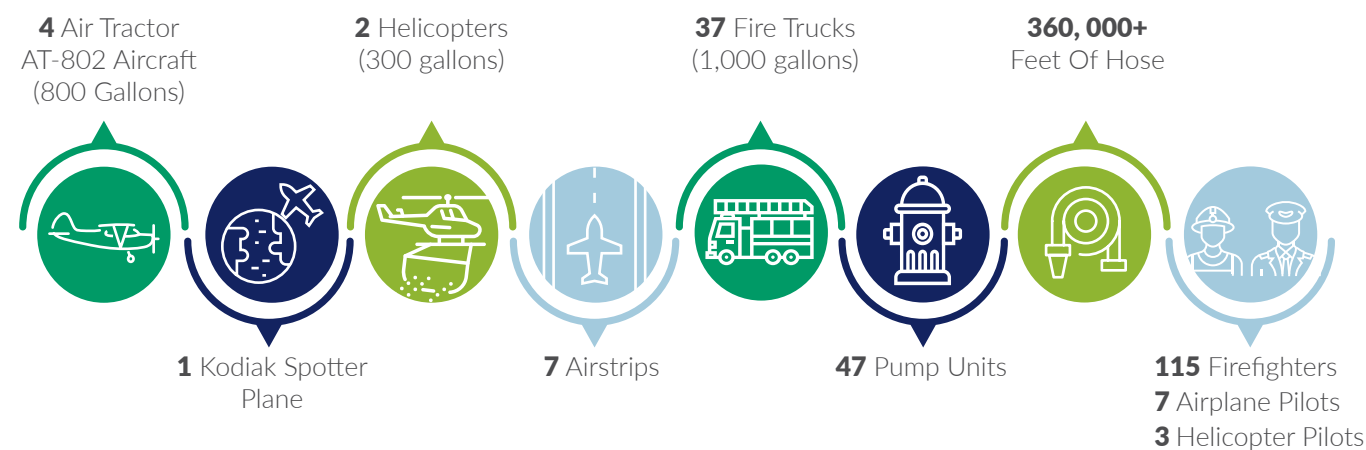 4 Air Tractor
AT-802 Aircraft
(800 Gallons)
1 Kodiak Spotter
Plane
2 Helicopters
(300 gallons)
7 Airstrips
37 Fire Trucks
(1,000 gallons)
47 Pump Units
360, 000+
Feet Of Hose
115 Firefighters
7 Airplane Pilots
3 Helicopter Pilots